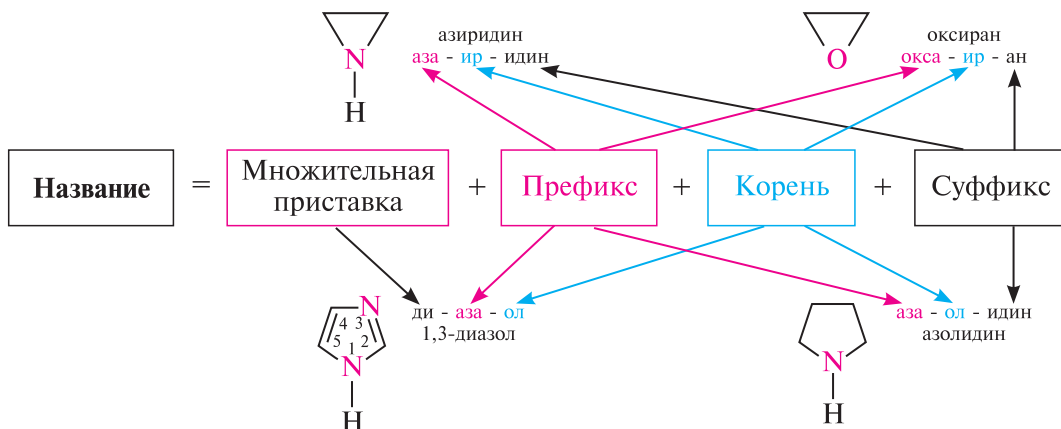 азиридин
аза - ир - идин
N
H
оксиран
окса - ир - ан
O
Название = Множительная приставка + Префикс + Корень + Суффикс
ди - аза - ол
1,3-диазол
N
4 3
5 1 2
N
H
аза - ол - идин
азолидин
N
H